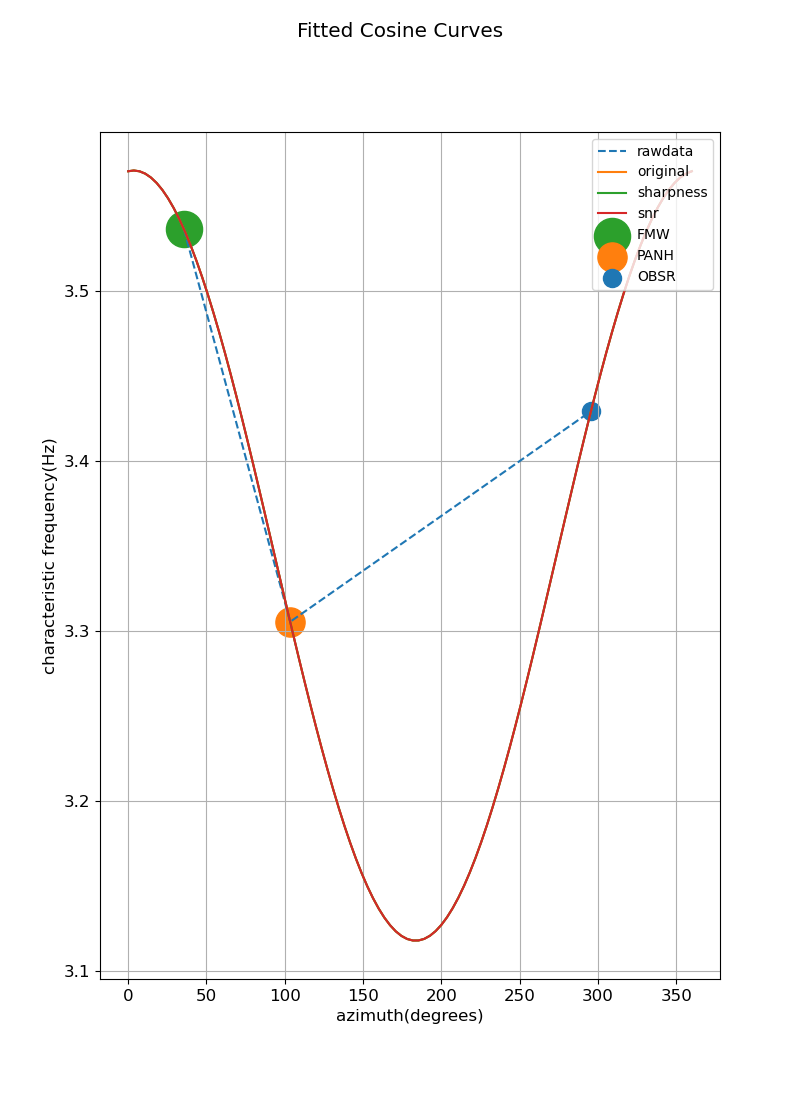 Fitted Cosine Curves
rawdata
original
sharpness
snr
FMW
PANH
OBSR
characteristic frequency(Hz)
3.5
3.4
3.3
3.2
3.1
0 50 100 150 200 250 300 350
azimuth(degrees)